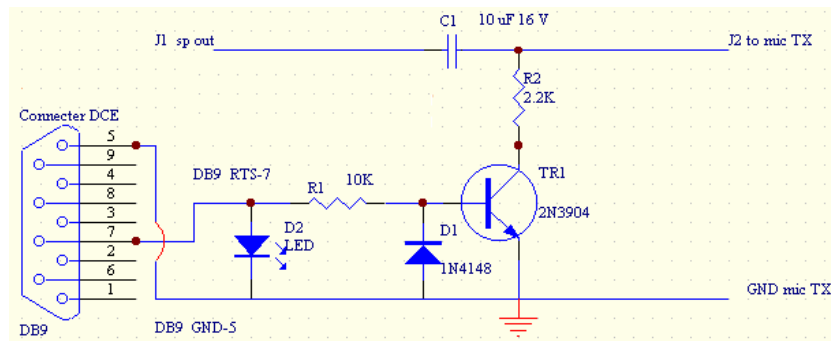 C1 10 uF 16 V
J1 sp out
J2 to mic TX
R2
2.2K
Connecter DCE
5
9
4
8
3
7
2
6
1
DB9 RTS-7
R1 10K
TR1
2N3904
D2
LED
D1
1N4148
GND mic TX
DB9
DB9 GND-5